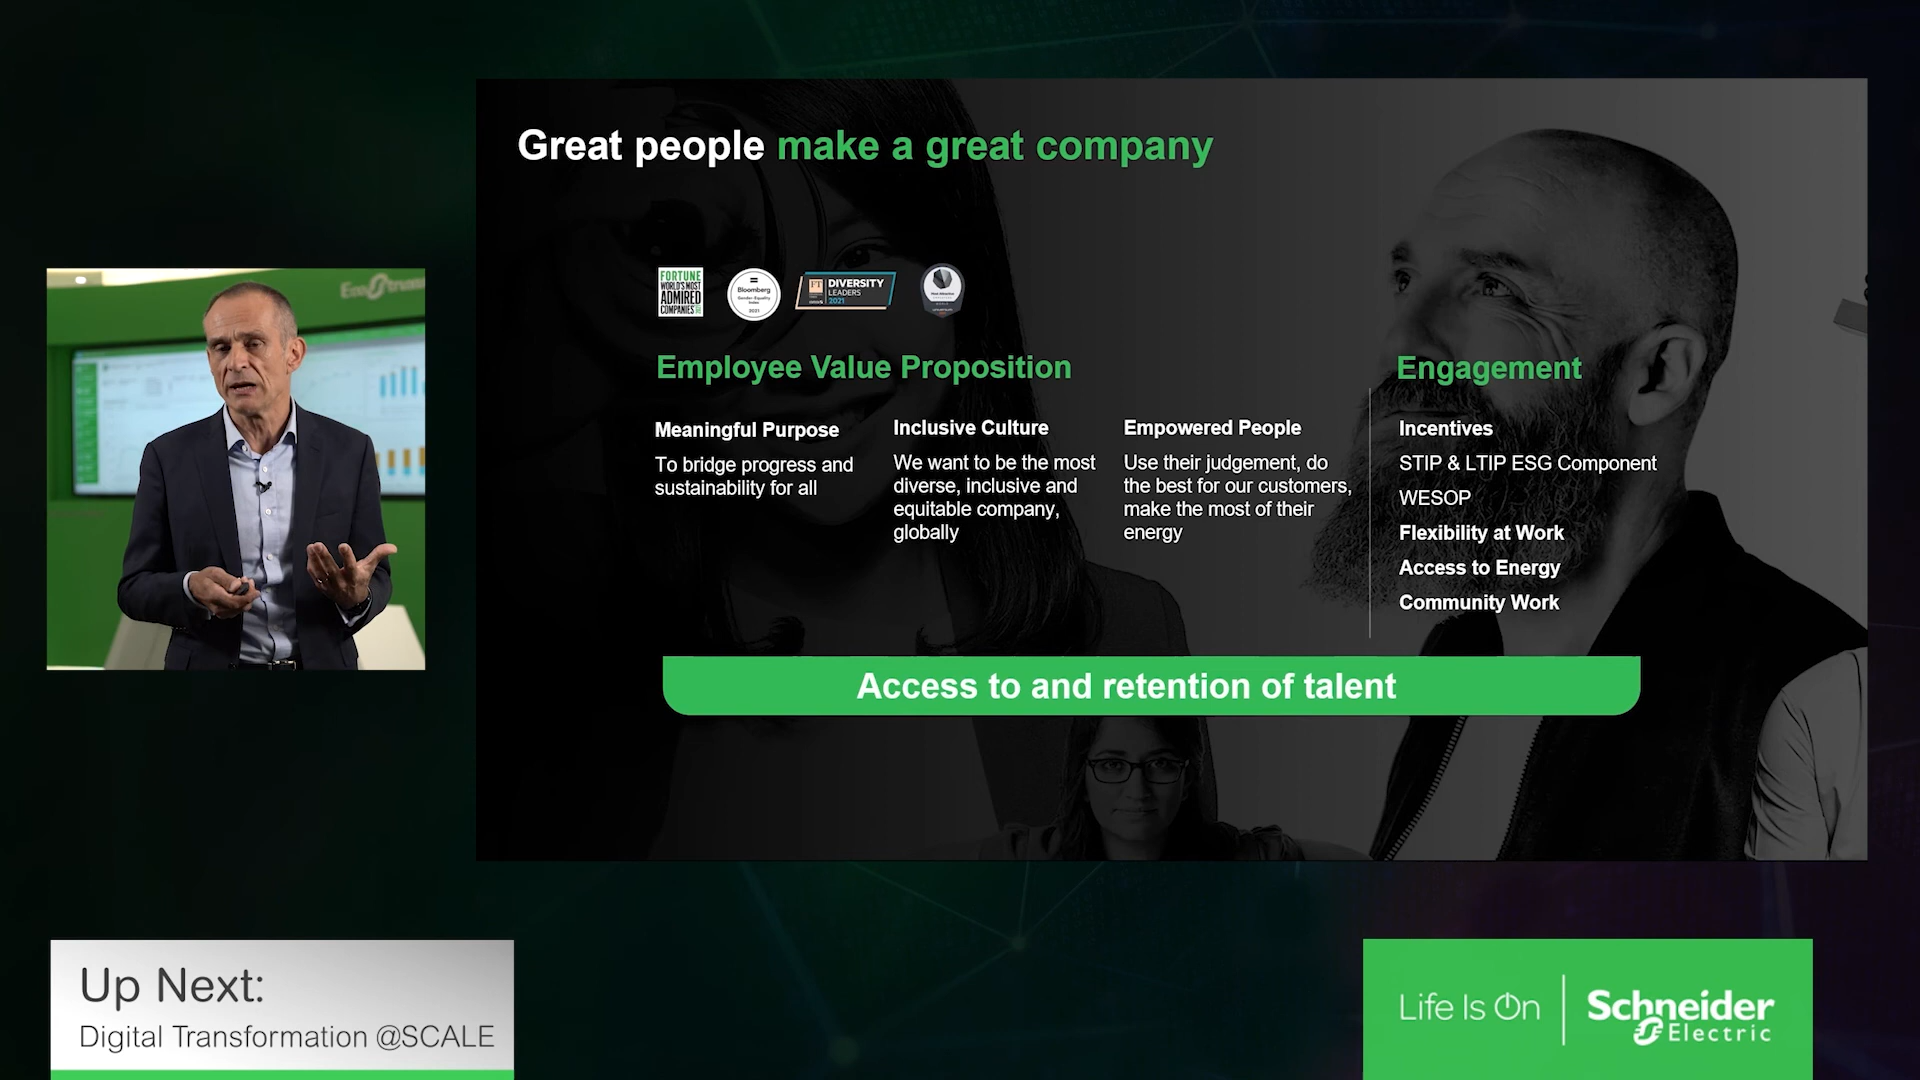 Great people make a great company
FORTUNE
WORLD'S MOST
ADMIRED
COMPANIES
Bloomberg
Gender-Equality
Index
2021
FT
DIVERSITY
LEADERS
2021
Employee Value Proposition
Meaningful Purpose
To bridge progress and
sustainability for all
Inclusive Culture
We want to be the most
diverse, inclusive and
equitable company,
globally
Empowered People
Use their judgement, do
the best for our customers,
make the most of their
energy
Engagement
Incentives
STIP & LTIP ESG Component
WESOP
Flexibility at Work
Access to Energy
Community Work
Access to and retention of talent
Up Next:
Digital Transformation @SCALE
Life Is On
Schneider
Electric